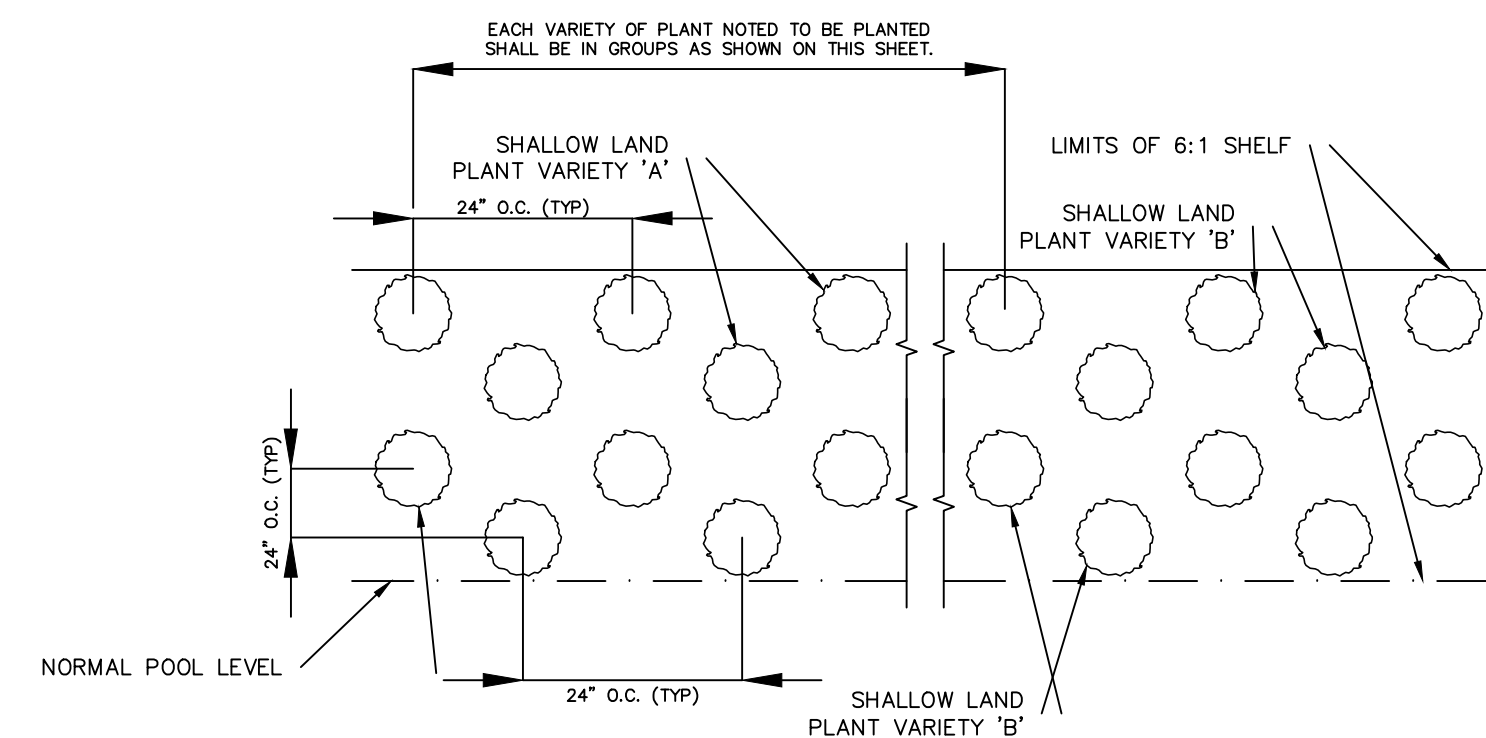 EACH VARIETY OF PLANT NOTED TO BE PLANTED
SHALL BE IN GROUPS AS SHOWN ON THIS SHEET.
SHALLOW LAND
PLANT VARIETY 'A'
LIMITS OF 6:1 SHELF
24" O.C. (TYP)
SHALLOW LAND
PLANT VARIETY 'B'
24" O.C. (TYP)
NORMAL POOL LEVEL
24" O.C. (TYP)
SHALLOW LAND
PLANT VARIETY 'B'